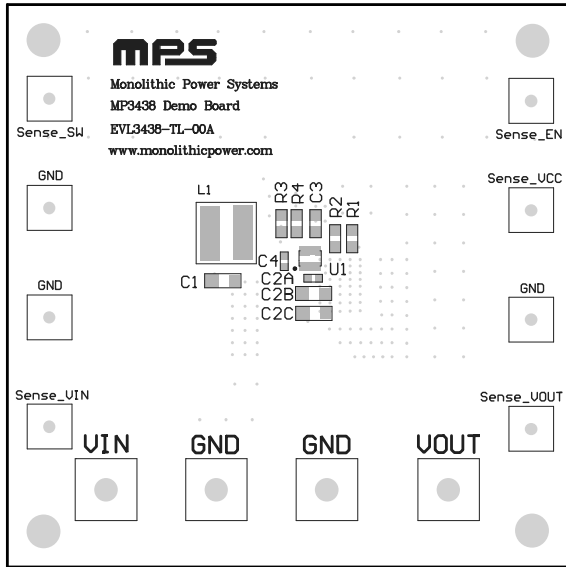 MPS
Monolithic Power Systems
MP3438 Demo Board
EVL3438-TL-00A
www.monolithicpower.com
Sense_SW
Sense_EN
GND
Sense_VCC
L1
R3
R4
C3
R2
R1
GND
GND
C4
U1
C1
C2A
C2B
C2C
Sense_VIN
Sense_VOUT
VIN
GND
GND
VOUT